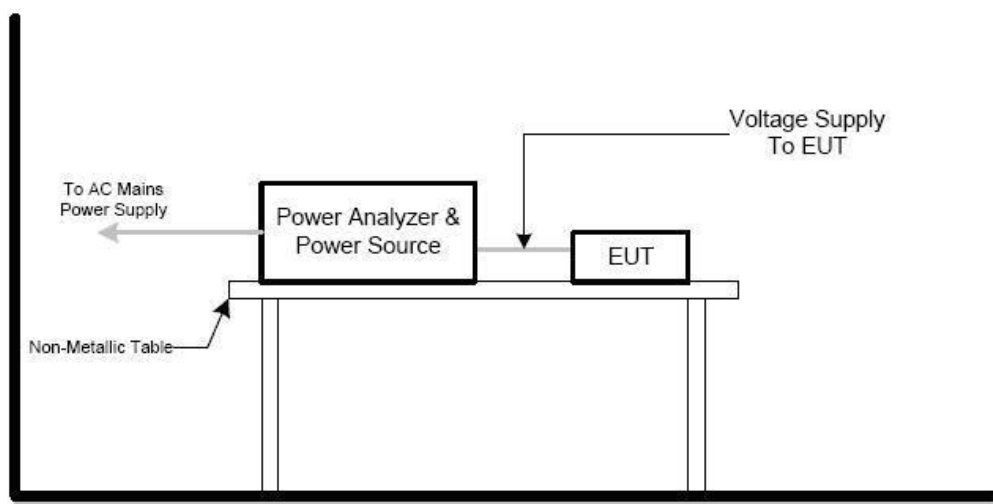 Voltage Supply
To EUT
To AC Mains
Power Supply
Power Analyzer &
Power Source
EUT
Non-Metallic Table